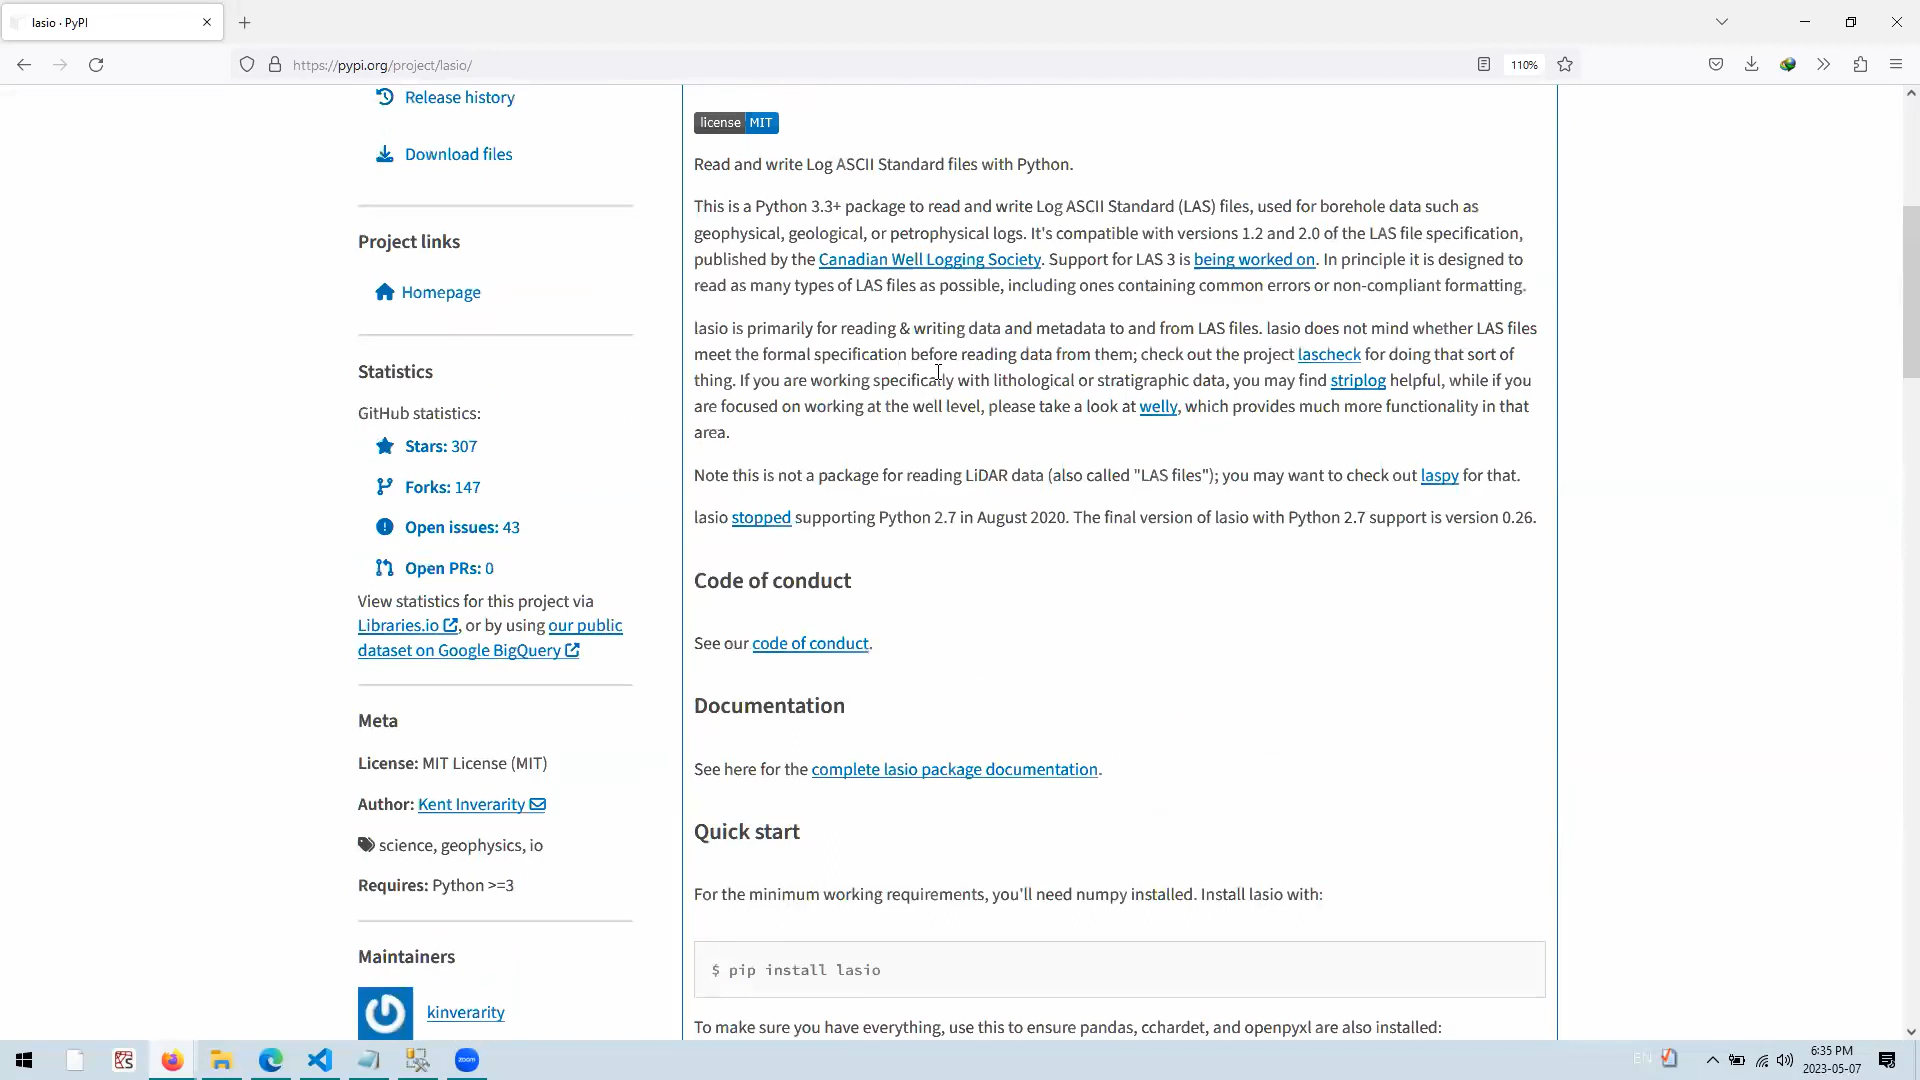 lasio · PyPI
https://pypi.org/project/lasio/
110%
Release history
Download files
Project links
Homepage
Statistics
GitHub statistics:
Stars: 307
Forks: 147
Open issues: 43
Open PRs: 0
View statistics for this project via
Libraries.io, or by using our public
dataset on Google BigQuery
Meta
License: MIT License (MIT)
Author: Kent Inverarity
science, geophysics, io
Requires: Python >=3
Maintainers
kinverarity
license MIT
Read and write Log ASCII Standard files with Python.
This is a Python 3.3+ package to read and write Log ASCII Standard (LAS) files, used for borehole data such as
geophysical, geological, or petrophysical logs. It's compatible with versions 1.2 and 2.0 of the LAS file specification,
published by the Canadian Well Logging Society. Support for LAS 3 is being worked on. In principle it is designed to
read as many types of LAS files as possible, including ones containing common errors or non-compliant formatting.
lasio is primarily for reading & writing data and metadata to and from LAS files. lasio does not mind whether LAS files
meet the formal specification before reading data from them; check out the project lascheck for doing that sort of
thing. If you are working specifically with lithological or stratigraphic data, you may find striplog helpful, while if you
are focused on working at the well level, please take a look at welly, which provides much more functionality in that
area.
Note this is not a package for reading LiDAR data (also called "LAS files"); you may want to check out laspy for that.
lasio stopped supporting Python 2.7 in August 2020. The final version of lasio with Python 2.7 support is version 0.26.
Code of conduct
See our code of conduct.
Documentation
See here for the complete lasio package documentation.
Quick start
For the minimum working requirements, you'll need numpy installed. Install lasio with:
$ pip install lasio
To make sure you have everything, use this to ensure pandas, cchardet, and openpyxl are also installed:
zoom
EN
6:35 PM
2023-05-07